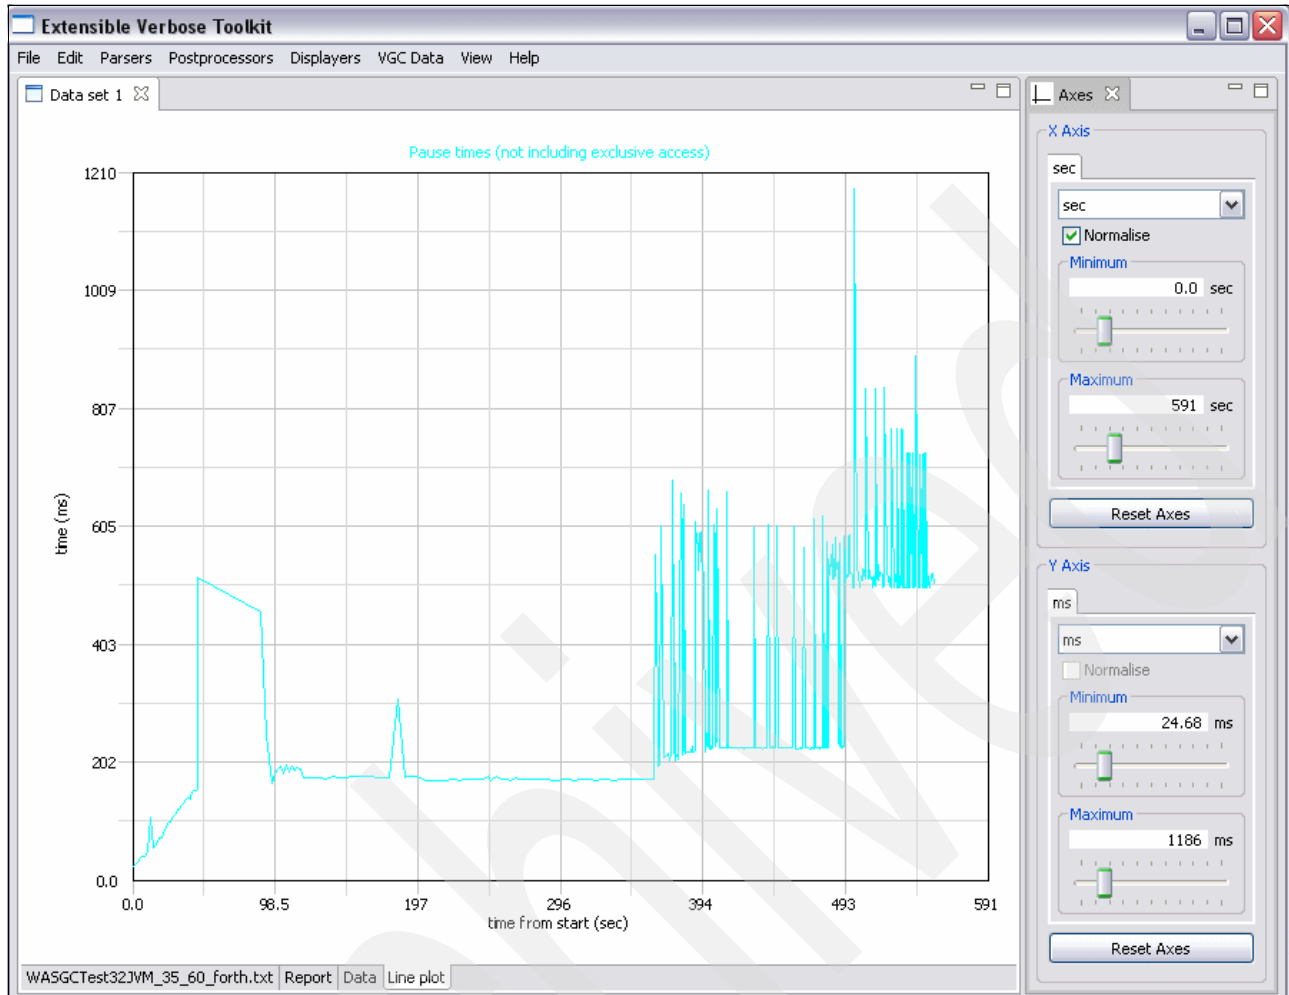 Extensible Verbose Toolkit
File Edit Parsers Postprocessors Displayers VGC Data View Help
Data set 1
Pause times (not including exclusive access)
1210
1009
807
605
403
202
0.0
time (ms)
0.0 98.5 197 296 394 493 591
time from start (sec)
WASGCTest32JVM_35_60_forth.txt Report Data Line plot
Axes
X Axis
sec
sec
Normalise
Minimum
0.0 sec
Maximum
591 sec
Reset Axes
Y Axis
ms
ms
Normalise
Minimum
24.68 ms
Maximum
1186 ms
Reset Axes